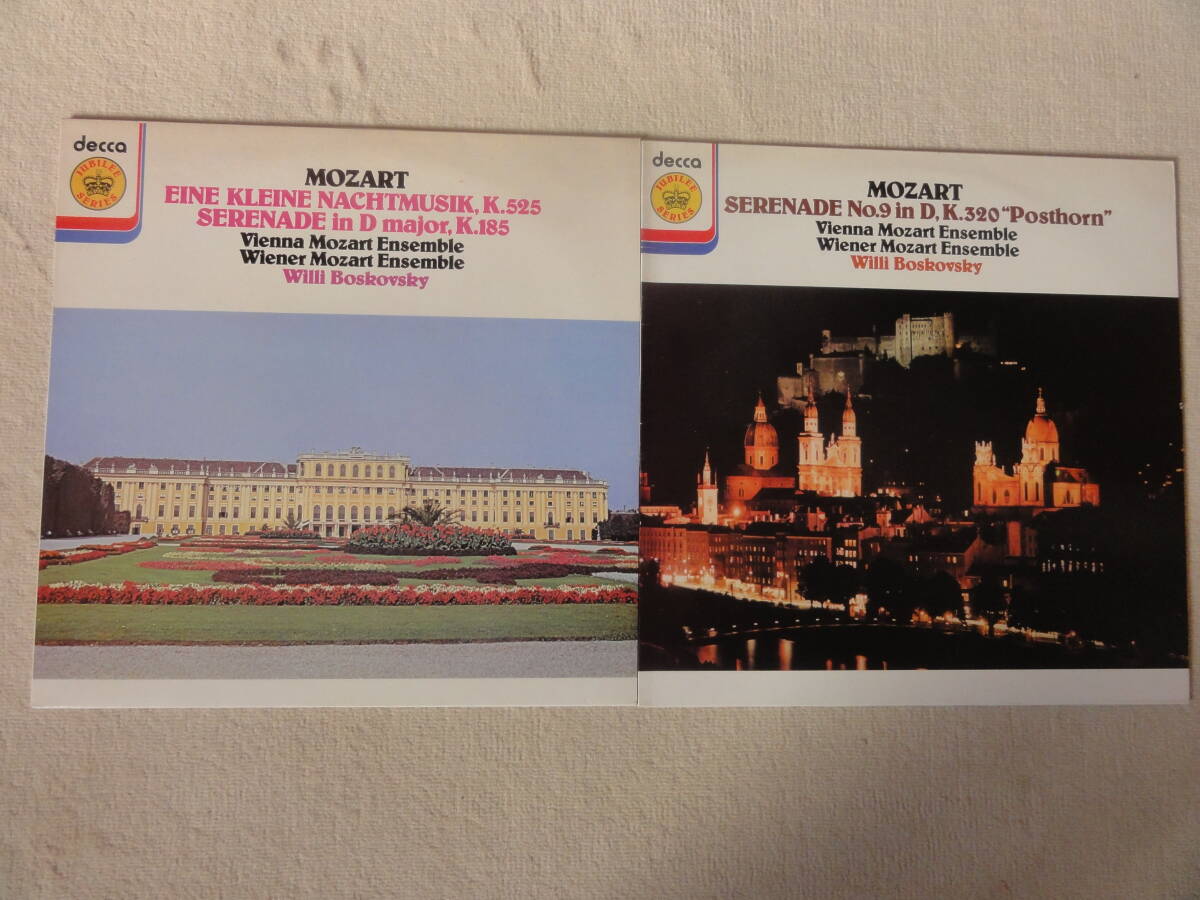 decca
JUBILEE
SERIES
MOZART
EINE KLEINE NACHTMUSIK, K.525
SERENADE in D major, K.185
Vienna Mozart Ensemble
Wiener Mozart Ensemble
Willi Boskovsky
decca
JUBILEE
SERIES
MOZART
SERENADE No.9 in D, K.320 “Posthorn”
Vienna Mozart Ensemble
Wiener Mozart Ensemble
Willi Boskovsky